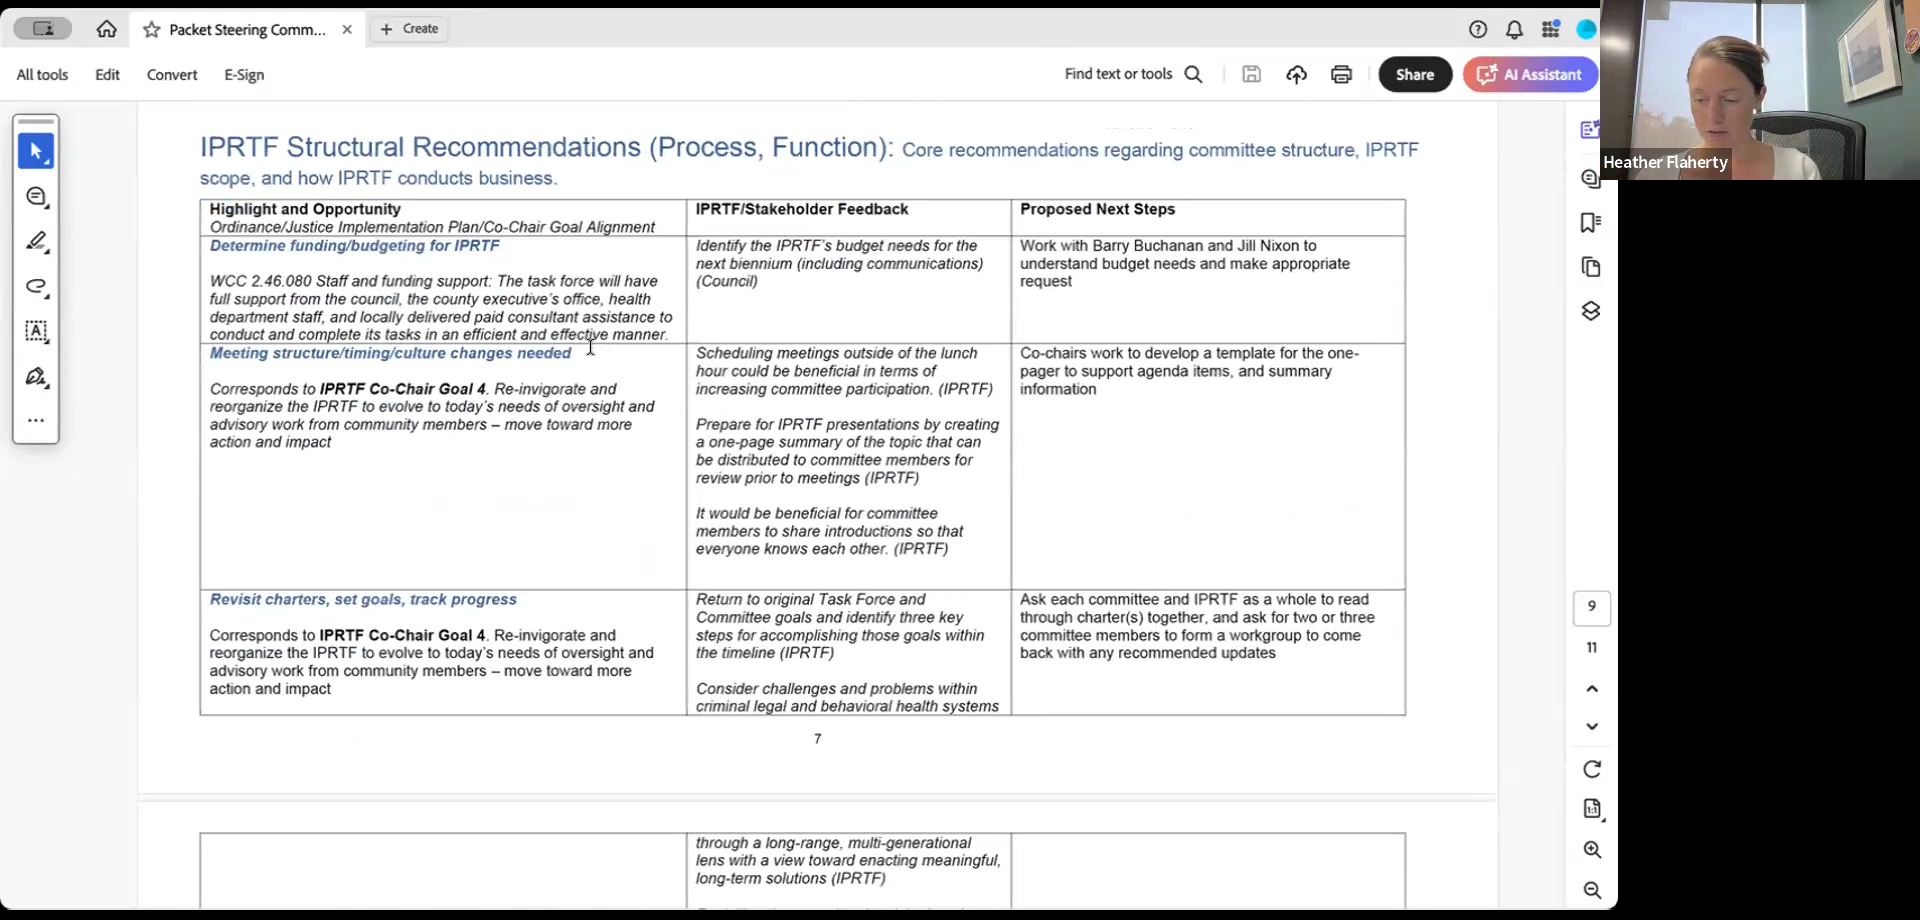 Packet Steering Comm...
Create
All tools
Edit
Convert
E-Sign
Find text or tools
Share
AI Assistant
Heather Flaherty
IPRTF Structural Recommendations (Process, Function): Core recommendations regarding committee structure, IPRTF
scope, and how IPRTF conducts business.
Highlight and Opportunity
Ordinance/Justice Implementation Plan/Co-Chair Goal Alignment
IPRTF/Stakeholder Feedback
Proposed Next Steps
Determine funding/budgeting for IPRTF
WCC 2.46.080 Staff and funding support: The task force will have
full support from the council, the county executive's office, health
department staff, and locally delivered paid consultant assistance to
conduct and complete its tasks in an efficient and effective manner.
Identify the IPRTF's budget needs for the
next biennium (including communications)
(Council)
Work with Barry Buchanan and Jill Nixon to
understand budget needs and make appropriate
request
Meeting structure/timing/culture changes needed
Corresponds to IPRTF Co-Chair Goal 4. Re-invigorate and
reorganize the IPRTF to evolve to today's needs of oversight and
advisory work from community members – move toward more
action and impact
Scheduling meetings outside of the lunch
hour could be beneficial in terms of
increasing committee participation. (IPRTF)
Prepare for IPRTF presentations by creating
a one-page summary of the topic that can
be distributed to committee members for
review prior to meetings (IPRTF)
It would be beneficial for committee
members to share introductions so that
everyone knows each other. (IPRTF)
Co-chairs work to develop a template for the one-
pager to support agenda items, and summary
information
Revisit charters, set goals, track progress
Corresponds to IPRTF Co-Chair Goal 4. Re-invigorate and
reorganize the IPRTF to evolve to today's needs of oversight and
advisory work from community members – move toward more
action and impact
Return to original Task Force and
Committee goals and identify three key
steps for accomplishing those goals within
the timeline (IPRTF)
Consider challenges and problems within
criminal legal and behavioral health systems
Ask each committee and IPRTF as a whole to read
through charter(s) together, and ask for two or three
committee members to form a workgroup to come
back with any recommended updates
7
through a long-range, multi-generational
lens with a view toward enacting meaningful,
long-term solutions (IPRTF)
9
11
1:1